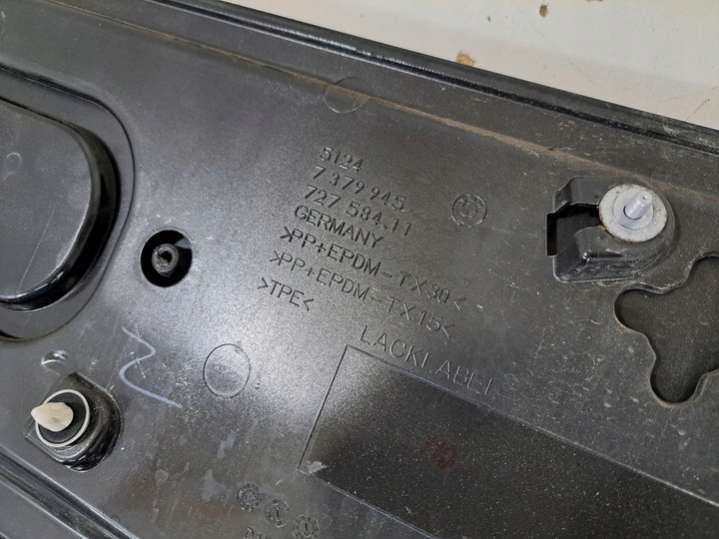 5124
7 379 945
727 584.11
GERMANY
>PP+EPDM-TX30<
>PP+EPDM-TX15<
>TPE<
LACKLABEL